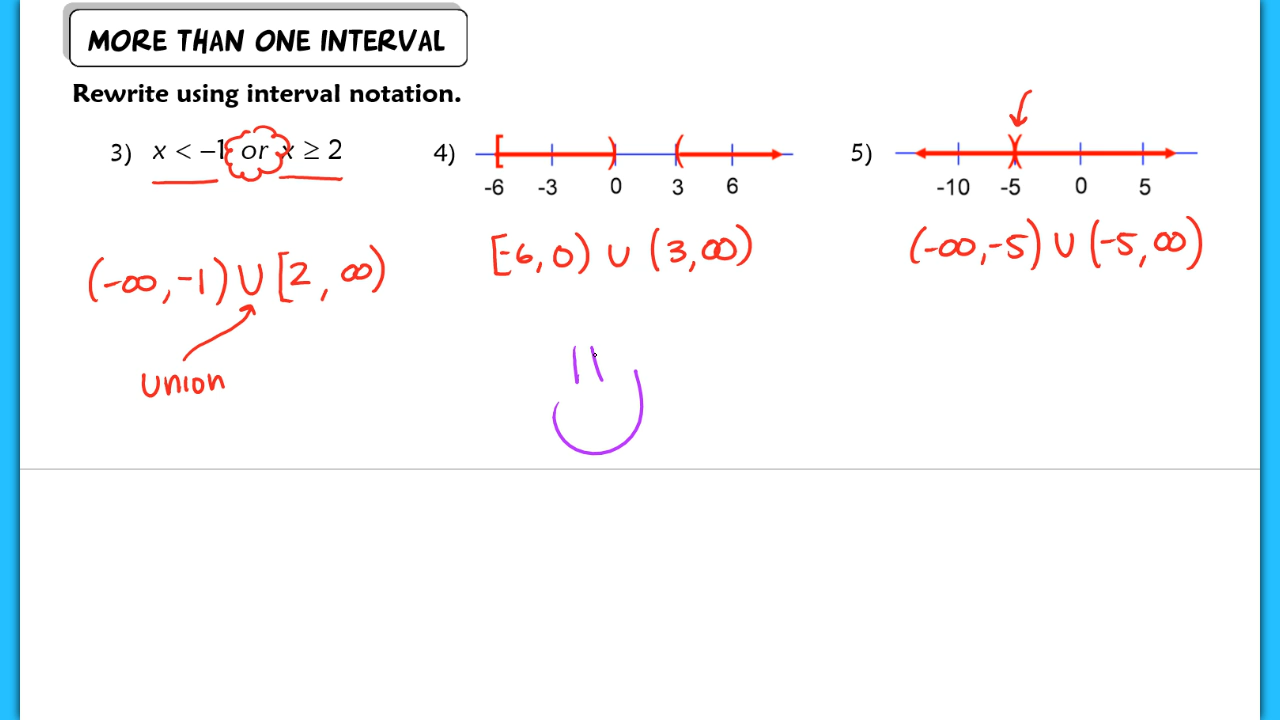 MORE THAN ONE INTERVAL
Rewrite using interval notation.
3) x < −1 or x ≥ 2
(-∞,-1) ∪ [2, ∞)
union
4)
-6 -3 0 3 6
[-6,0) ∪ (3,∞)
5)
-10 -5 0 5
(-∞,-5) ∪ (-5,∞)